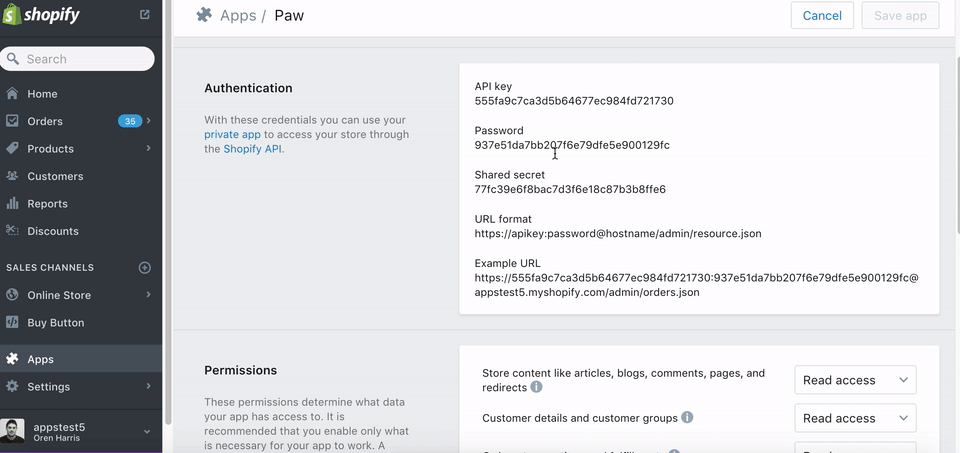 shopify
Search
Home
Orders
35
Products
Customers
Reports
Discounts
SALES CHANNELS
Online Store
Buy Button
Apps
Settings
appstest5
Oren Harris
Apps / Paw
Cancel
Save app
Authentication
With these credentials you can use your
private app to access your store through
the Shopify API.
API key
555fa9c7ca3d5b64677ec984fd721730
Password
937e51da7bb207f6e79dfe5e900129fc
Shared secret
77fc39e6f8bac7d3f6e18c87b3b8ffe6
URL format
https://apikey:password@hostname/admin/resource.json
Example URL
https://555fa9c7ca3d5b64677ec984fd721730:937e51da7bb207f6e79dfe5e900129fc@
appstest5.myshopify.com/admin/orders.json
Permissions
These permissions determine what data
your app has access to. It is
recommended that you enable only what
is necessary for your app to work. A
Store content like articles, blogs, comments, pages, and
redirects
Read access
Customer details and customer groups
Read access